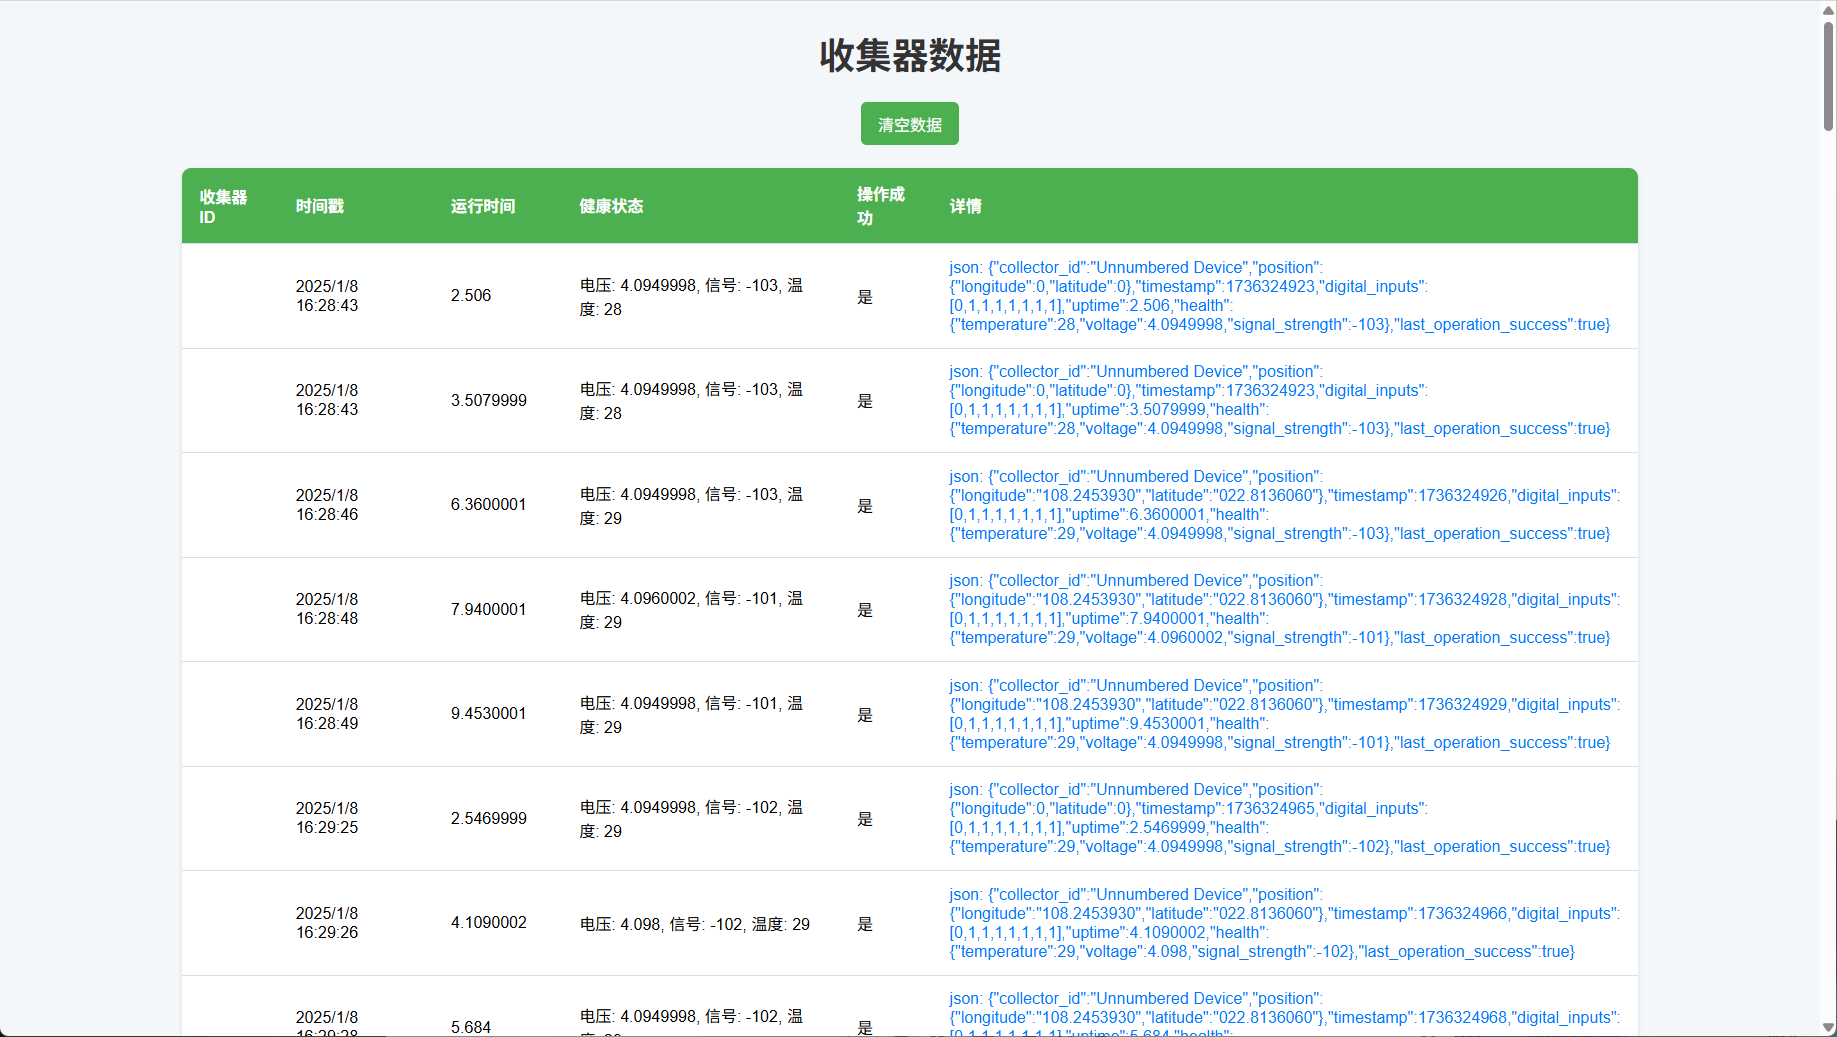 收集器数据
清空数据
收集器
ID
时间戳
运行时间
健康状态
操作成
功
详情
2025/1/8
16:28:43
2.506
电压: 4.0949998, 信号: -103, 温
度: 28
是
json: {"collector_id":"Unnumbered Device","position":
{"longitude":0,"latitude":0},"timestamp":1736324923,"digital_inputs":
[0,1,1,1,1,1,1,1],"uptime":2.506,"health":
{"temperature":28,"voltage":4.0949998,"signal_strength":-103},"last_operation_success":true}
2025/1/8
16:28:43
3.5079999
电压: 4.0949998, 信号: -103, 温
度: 28
是
json: {"collector_id":"Unnumbered Device","position":
{"longitude":0,"latitude":0},"timestamp":1736324923,"digital_inputs":
[0,1,1,1,1,1,1,1],"uptime":3.5079999,"health":
{"temperature":28,"voltage":4.0949998,"signal_strength":-103},"last_operation_success":true}
2025/1/8
16:28:46
6.3600001
电压: 4.0949998, 信号: -103, 温
度: 29
是
json: {"collector_id":"Unnumbered Device","position":
{"longitude":"108.2453930","latitude":"022.8136060"},"timestamp":1736324926,"digital_inputs":
[0,1,1,1,1,1,1,1],"uptime":6.3600001,"health":
{"temperature":29,"voltage":4.0949998,"signal_strength":-103},"last_operation_success":true}
2025/1/8
16:28:48
7.9400001
电压: 4.0960002, 信号: -101, 温
度: 29
是
json: {"collector_id":"Unnumbered Device","position":
{"longitude":"108.2453930","latitude":"022.8136060"},"timestamp":1736324928,"digital_inputs":
[0,1,1,1,1,1,1,1],"uptime":7.9400001,"health":
{"temperature":29,"voltage":4.0960002,"signal_strength":-101},"last_operation_success":true}
2025/1/8
16:28:49
9.4530001
电压: 4.0949998, 信号: -101, 温
度: 29
是
json: {"collector_id":"Unnumbered Device","position":
{"longitude":"108.2453930","latitude":"022.8136060"},"timestamp":1736324929,"digital_inputs":
[0,1,1,1,1,1,1,1],"uptime":9.4530001,"health":
{"temperature":29,"voltage":4.0949998,"signal_strength":-101},"last_operation_success":true}
2025/1/8
16:29:25
2.5469999
电压: 4.0949998, 信号: -102, 温
度: 29
是
json: {"collector_id":"Unnumbered Device","position":
{"longitude":0,"latitude":0},"timestamp":1736324965,"digital_inputs":
[0,1,1,1,1,1,1,1],"uptime":2.5469999,"health":
{"temperature":29,"voltage":4.0949998,"signal_strength":-102},"last_operation_success":true}
2025/1/8
16:29:26
4.1090002
电压: 4.098, 信号: -102, 温度: 29
是
json: {"collector_id":"Unnumbered Device","position":
{"longitude":"108.2453930","latitude":"022.8136060"},"timestamp":1736324966,"digital_inputs":
[0,1,1,1,1,1,1,1],"uptime":4.1090002,"health":
{"temperature":29,"voltage":4.098,"signal_strength":-102},"last_operation_success":true}
2025/1/8
16:29:28
5.684
电压: 4.0949998, 信号: -102, 温
是
json: {"collector_id":"Unnumbered Device","position":
{"longitude":"108.2453930","latitude":"022.8136060"},"timestamp":1736324968,"digital_inputs":
[0,1,1,1,1,1,1,1],"uptime":5.684,"health":